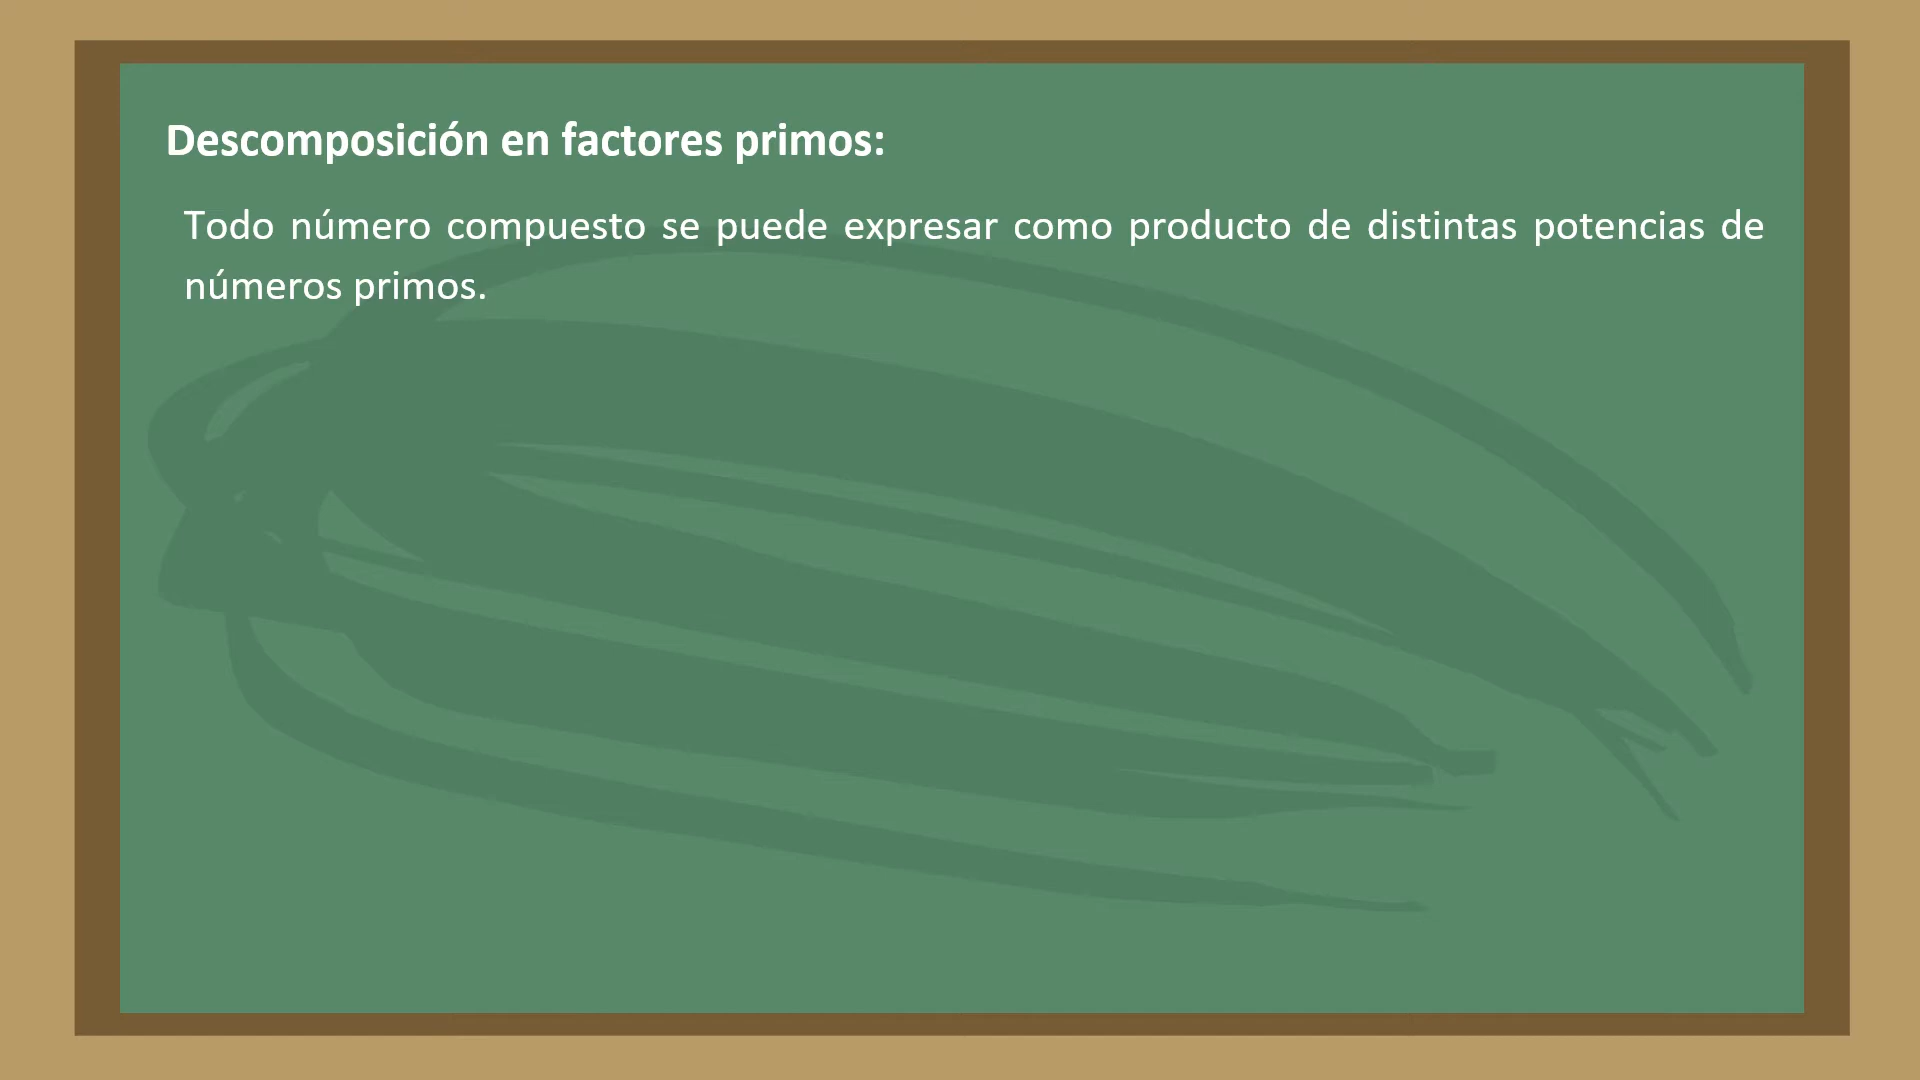 Descomposición en factores primos:
Todo número compuesto se puede expresar como producto de distintas potencias de
números primos.